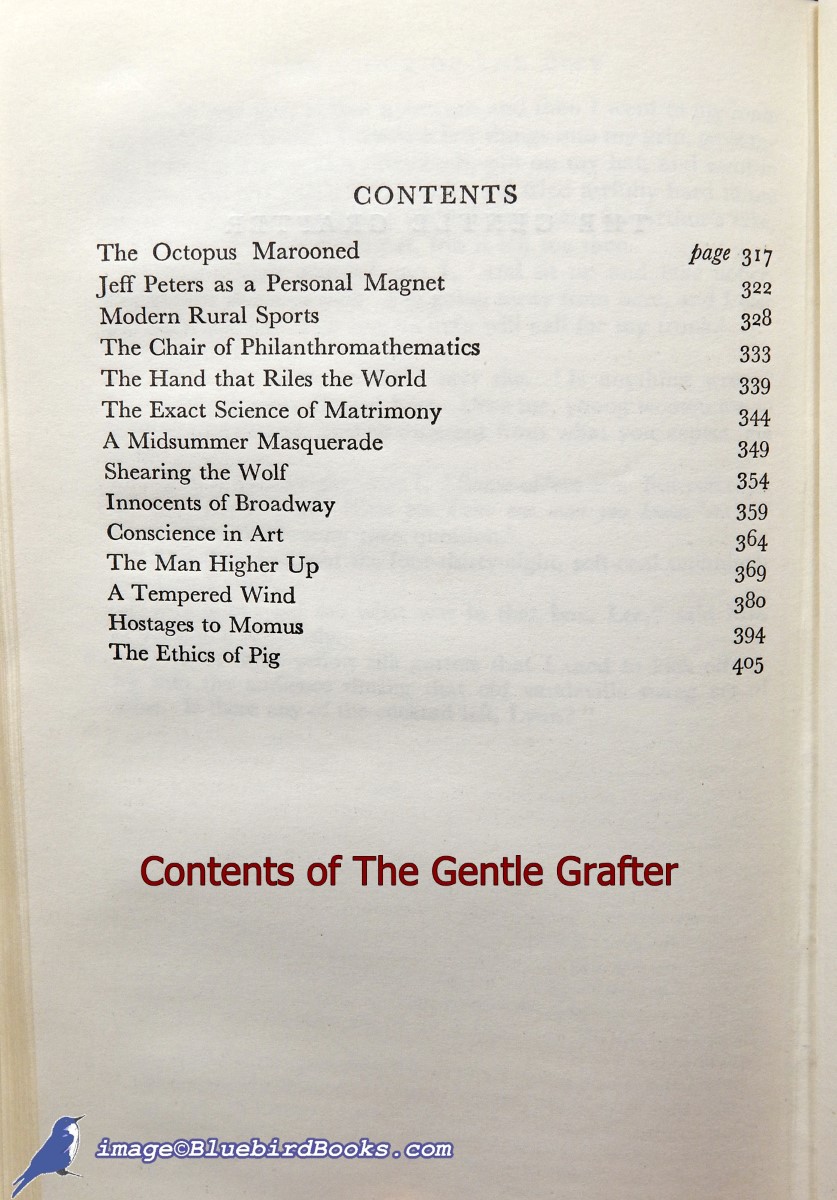 CONTENTS
The Octopus Marooned page 317
Jeff Peters as a Personal Magnet 322
Modern Rural Sports 328
The Chair of Philanthromathematics 333
The Hand that Riles the World 339
The Exact Science of Matrimony 344
A Midsummer Masquerade 349
Shearing the Wolf 354
Innocents of Broadway 359
Conscience in Art 364
The Man Higher Up 369
A Tempered Wind 380
Hostages to Momus 394
The Ethics of Pig 405
Contents of The Gentle Grafter
image©BluebirdBooks.com